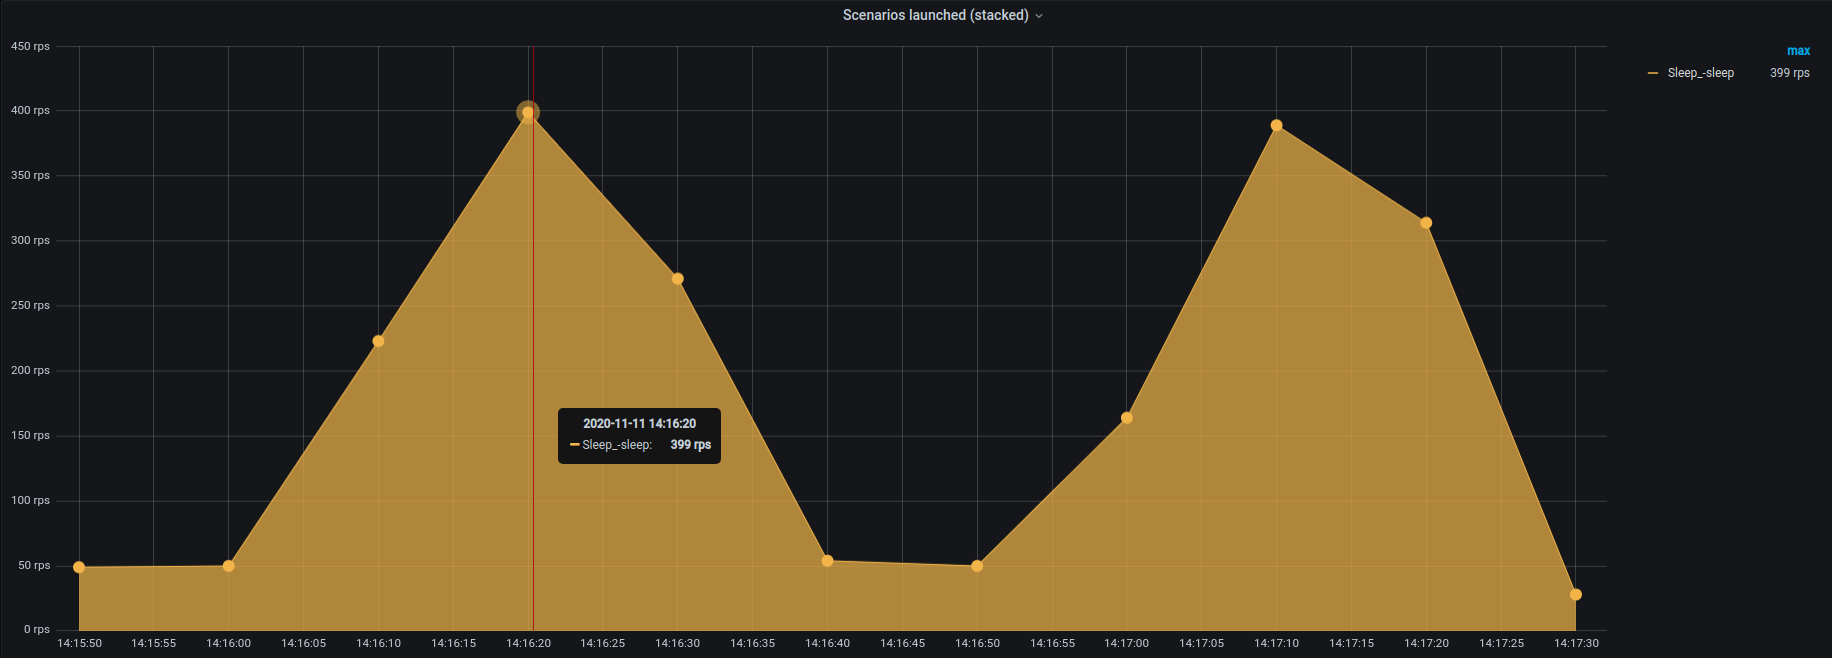 Scenarios launched (stacked)
450 rps
400 rps
350 rps
300 rps
250 rps
200 rps
150 rps
100 rps
50 rps
0 rps
max
Sleep_-sleep 399 rps
2020-11-11 14:16:20
Sleep_-sleep: 399 rps
14:15:50 14:15:55 14:16:00 14:16:05 14:16:10 14:16:15 14:16:20 14:16:25 14:16:30 14:16:35 14:16:40 14:16:45 14:16:50 14:16:55 14:17:00 14:17:05 14:17:10 14:17:15 14:17:20 14:17:25 14:17:30